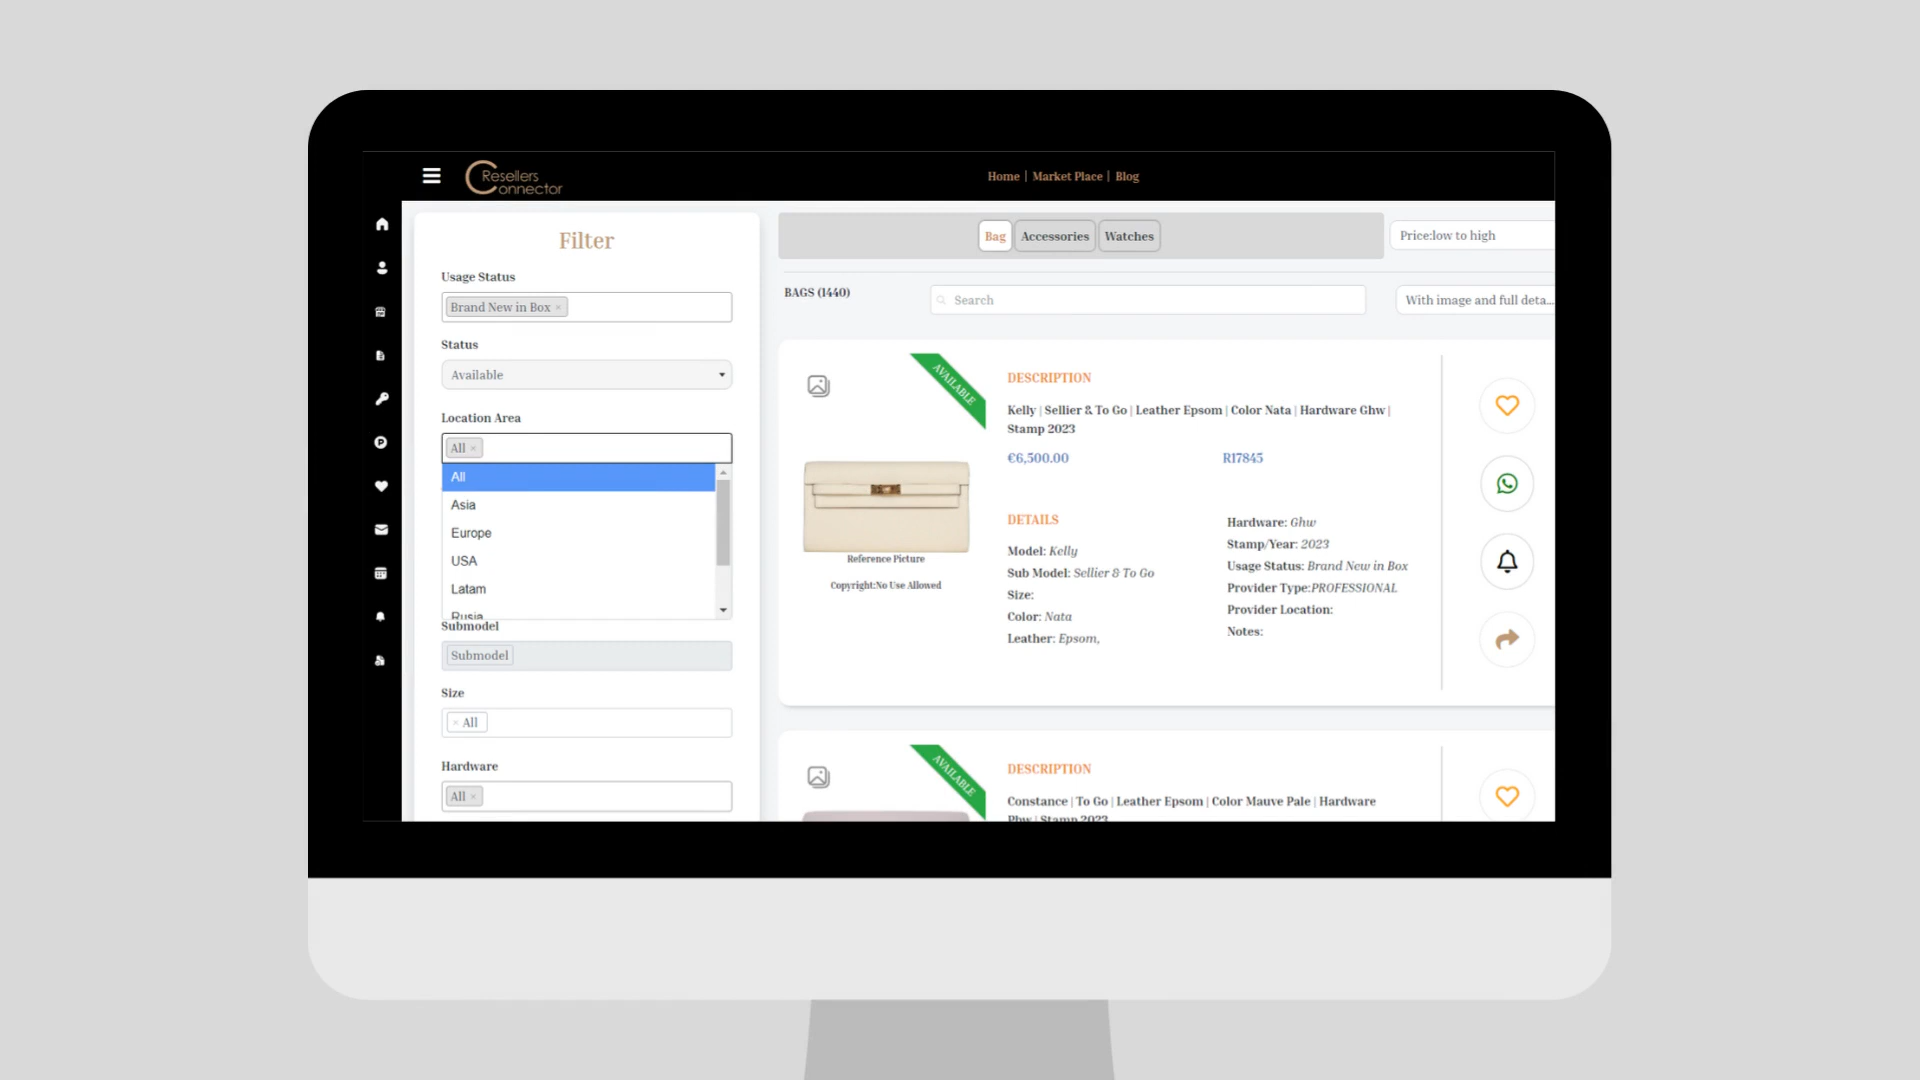 Resellers
Connector
Home | Market Place | Blog
Filter
Usage Status
Brand New in Box ×
Status
Available
Location Area
All ×
All
Asia
Europe
USA
Latam
Rusia
Submodel
Submodel
Size
× All
Hardware
All ×
Bag
Accessories
Watches
Price:low to high
BAGS (1440)
Search
With image and full deta...
AVAILABLE
Reference Picture
Copyright:No Use Allowed
DESCRIPTION
Kelly | Sellier & To Go | Leather Epsom | Color Nata | Hardware Ghw |
Stamp 2023
€6,500.00
RI7845
DETAILS
Model: Kelly
Sub Model: Sellier & To Go
Size:
Color: Nata
Leather: Epsom,
Hardware: Ghw
Stamp/Year: 2023
Usage Status: Brand New in Box
Provider Type:PROFESSIONAL
Provider Location:
Notes:
AVAILABLE
DESCRIPTION
Constance | To Go | Leather Epsom | Color Mauve Pale | Hardware
Phw | Stamp 2023